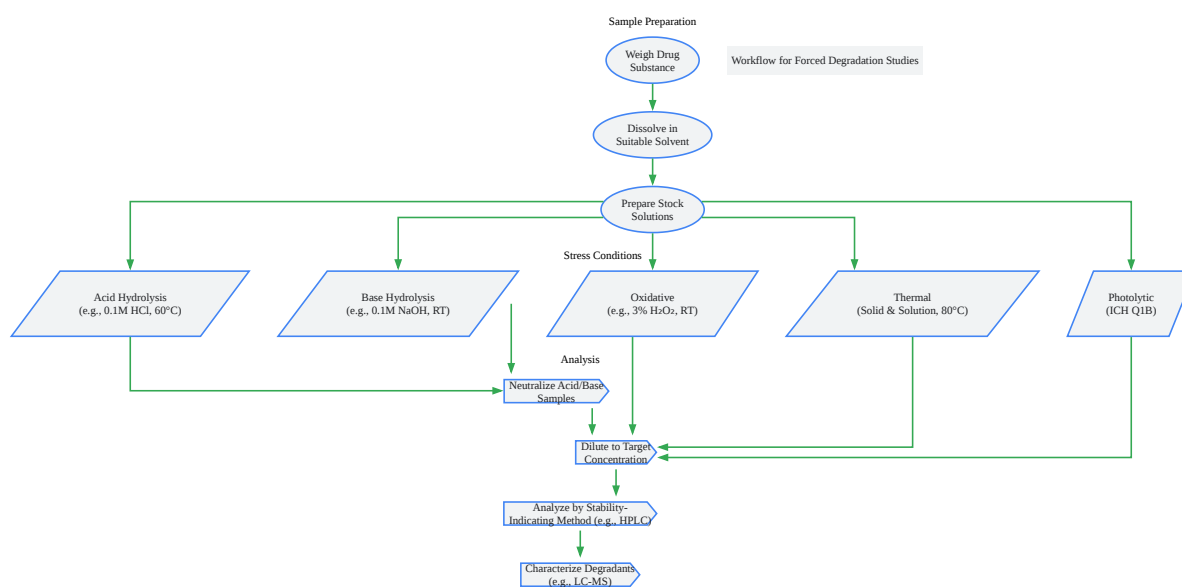 Sample Preparation
Weigh Drug
Substance
Workflow for Forced Degradation Studies
Dissolve in
Suitable Solvent
Prepare Stock
Solutions
Stress Conditions
Acid Hydrolysis
(e.g., 0.1M HCl, 60°C)
Base Hydrolysis
(e.g., 0.1M NaOH, RT)
Oxidative
(e.g., 3% H₂O₂, RT)
Thermal
(Solid & Solution, 80°C)
Photolytic
(ICH Q1B)
Analysis
Neutralize Acid/Base
Samples
Dilute to Target
Concentration
Analyze by Stability-
Indicating Method (e.g., HPLC)
Characterize Degradants
(e.g., LC-MS)